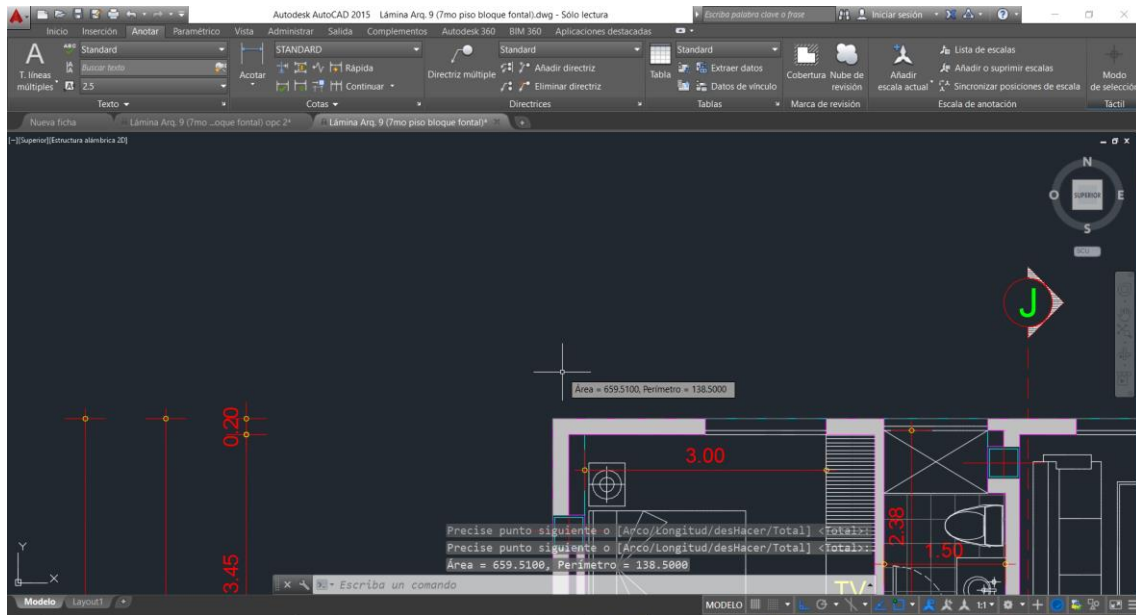 Autodesk AutoCAD 2015 Lámina Arq. 9 (7mo piso bloque fontal).dwg - Sólo lectura
Escriba palabra clave o frase
Iniciar sesión
Inicio Inserción Anotar Paramétrico Vista Administrar Salida Complementos Autodesk 360 BIM 360 Aplicaciones destacadas
A
T. líneas múltiples
Standard
Buscar texto
2.5
Acotar
STANDARD
Rápida
Continuar
Directriz múltiple
Standard
Añadir directriz
Eliminar directriz
Tabla
Standard
Extraer datos
Datos de vínculo
Cobertura
Nube de revisión
Añadir escala actual
Lista de escalas
Añadir o suprimir escalas
Sincronizar posiciones de escala
Modo de selección
Texto Cotas Directrices Tablas Marca de revisión Escala de anotación Táctil
Nueva ficha
Lámina Arq. 9 (7mo ...oque fontal) opc 2*
Lámina Arq. 9 (7mo piso bloque fontal)*
[-][Superior][Estructura alámbrica 2D]
N
O SUPERIOR E
S
SCU
J
Área = 659.5100, Perímetro = 138.5000
0.20
3.00
2.38
1.50
3.45
TV
Precise punto siguiente o [Arco/Longitud/desHacer/Total] <Total>:
Precise punto siguiente o [Arco/Longitud/desHacer/Total] <Total>:
Área = 659.5100, Perímetro = 138.5000
Escriba un comando
Y
X
Modelo Layout1
MODELO
1:1